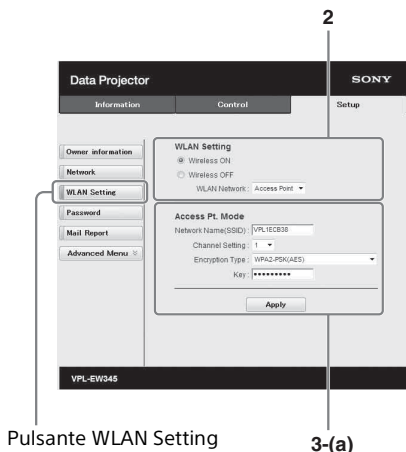 2
Data Projector
SONY
Information
Control
Setup
Owner information
Network
WLAN Setting
Password
Mail Report
Advanced Menu
WLAN Setting
Wireless ON
Wireless OFF
WLAN Network : Access Point
Access Pt. Mode
Network Name(SSID) : VPL1ECB38
Channel Setting : 1
Encryption Type : WPA2-PSK(AES)
Key : •••••••••
Apply
VPL-EW345
Pulsante WLAN Setting
3-(a)